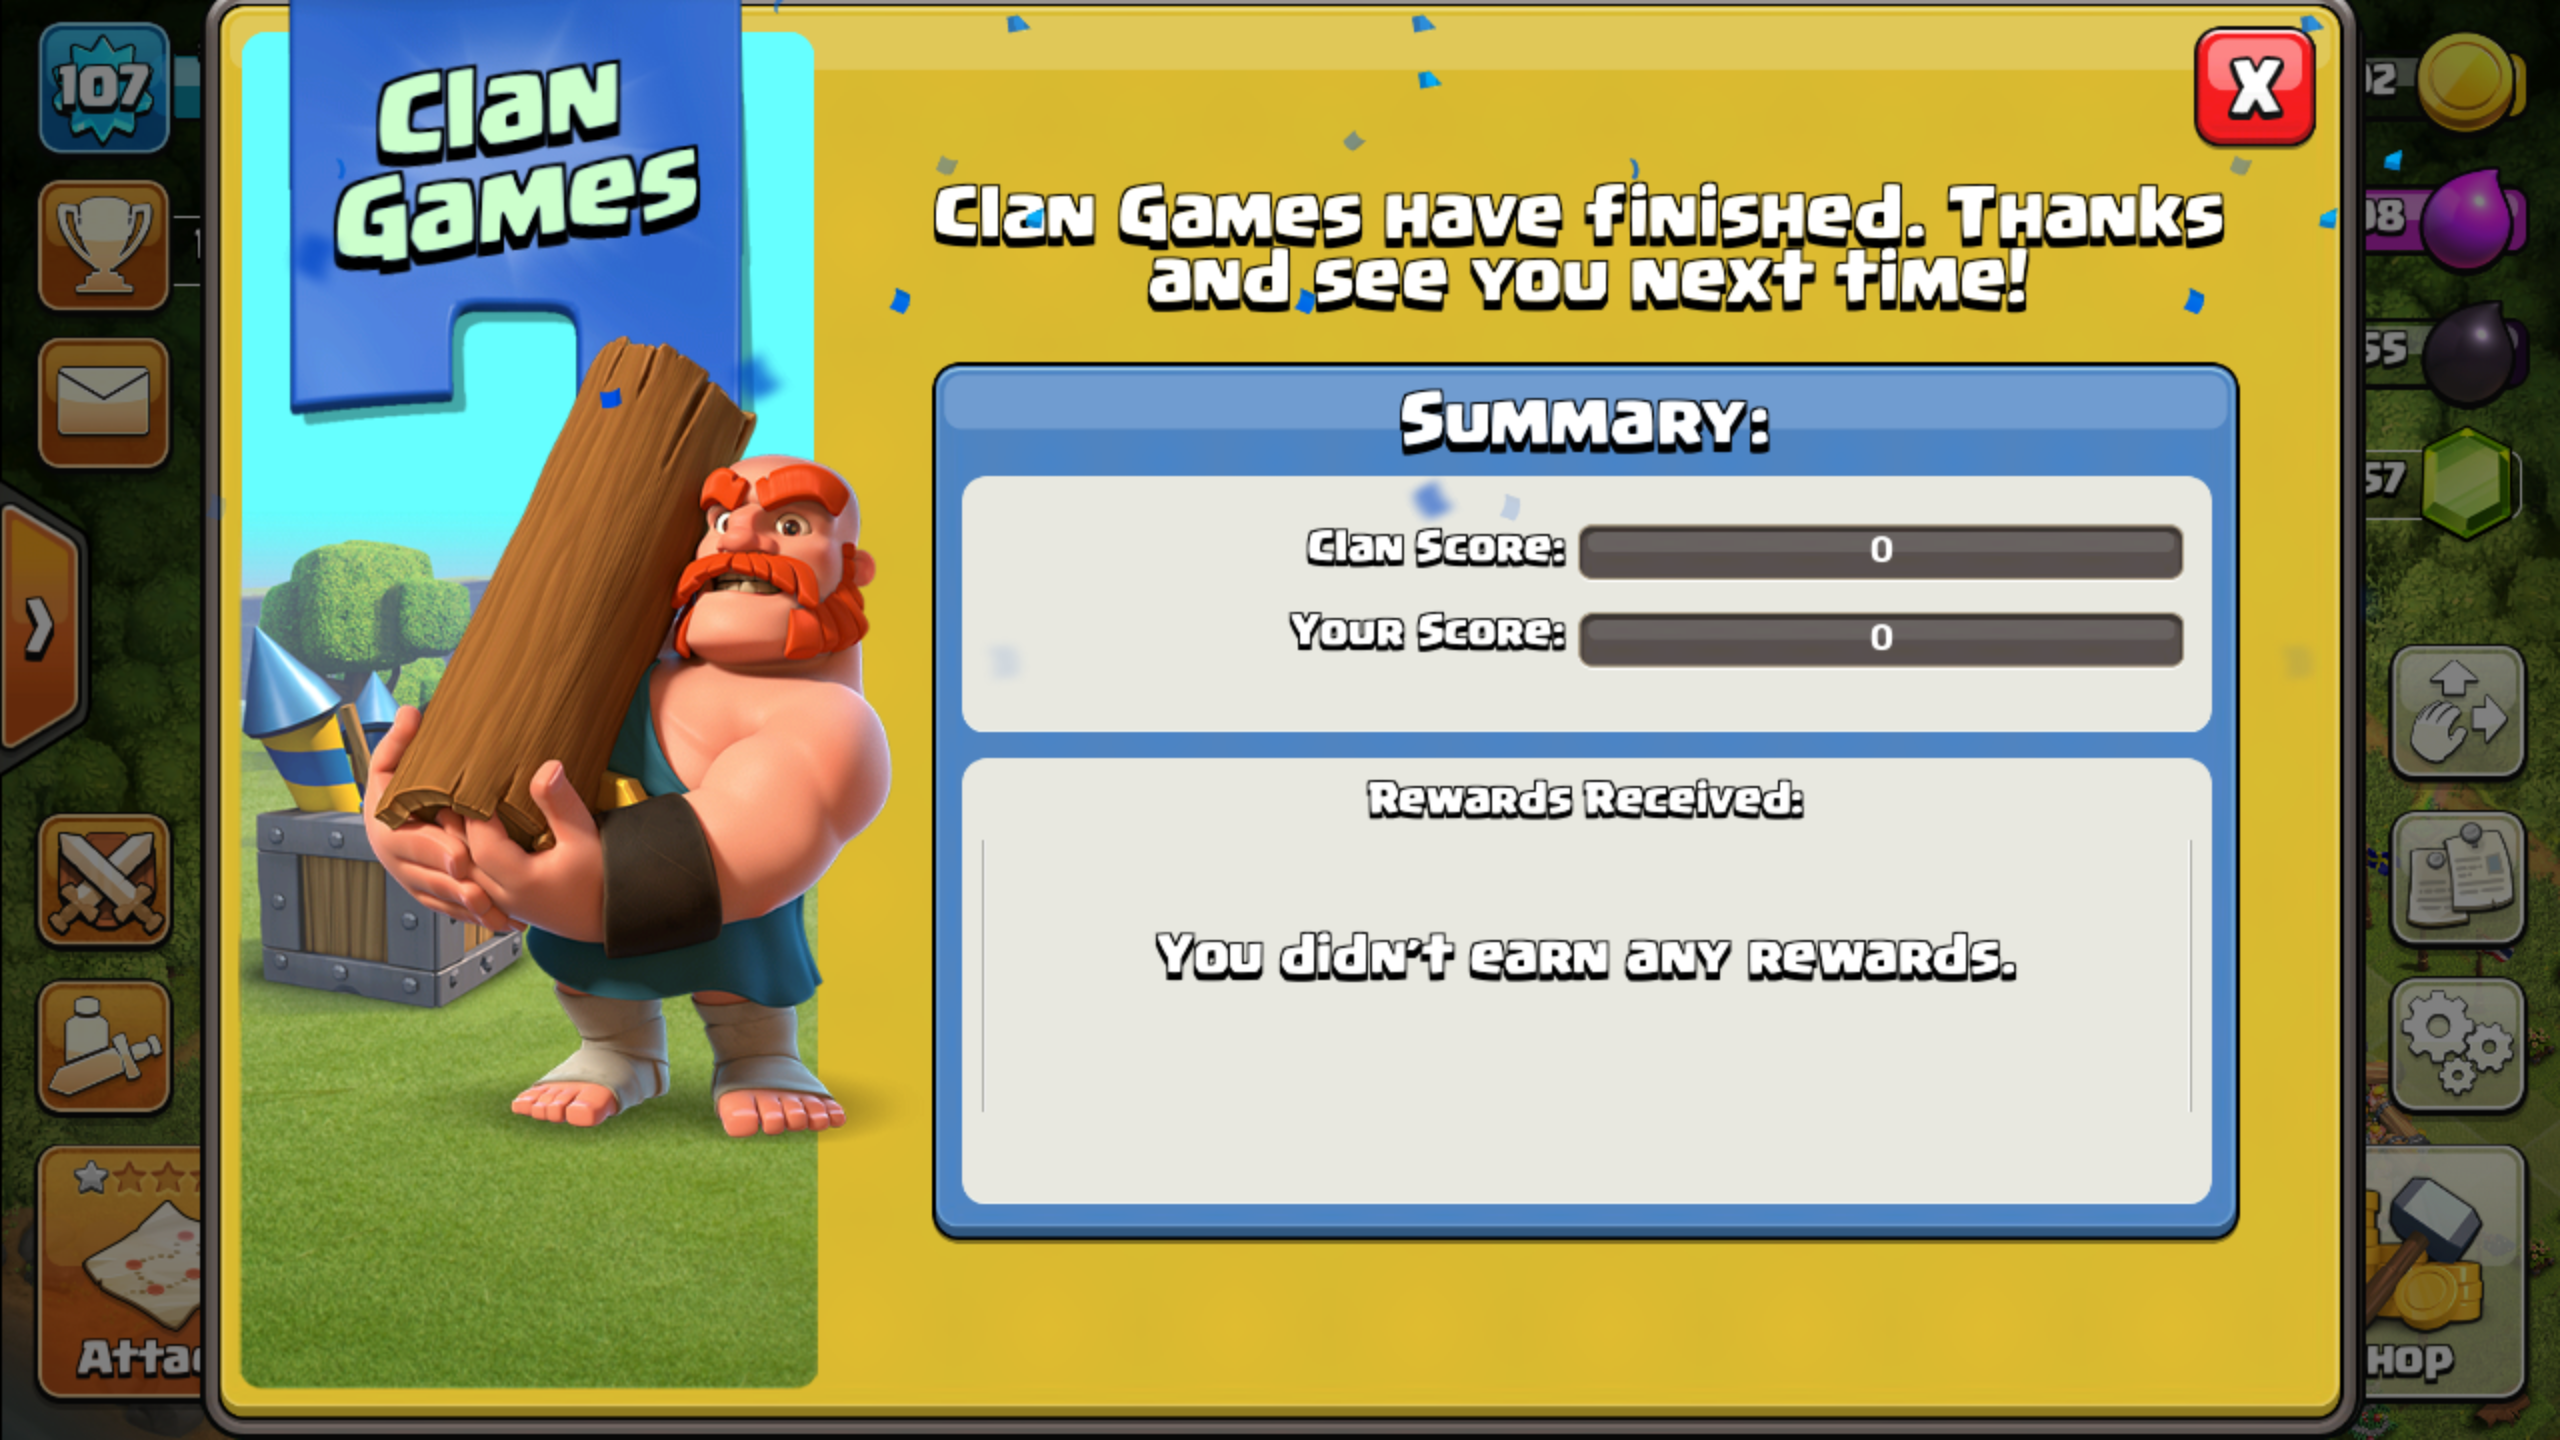 107
Clan
Games
X
Clan Games have finished. Thanks
and see you next time!
Summary:
Clan Score: 0
Your Score: 0
Rewards Received:
You didn't earn any rewards.